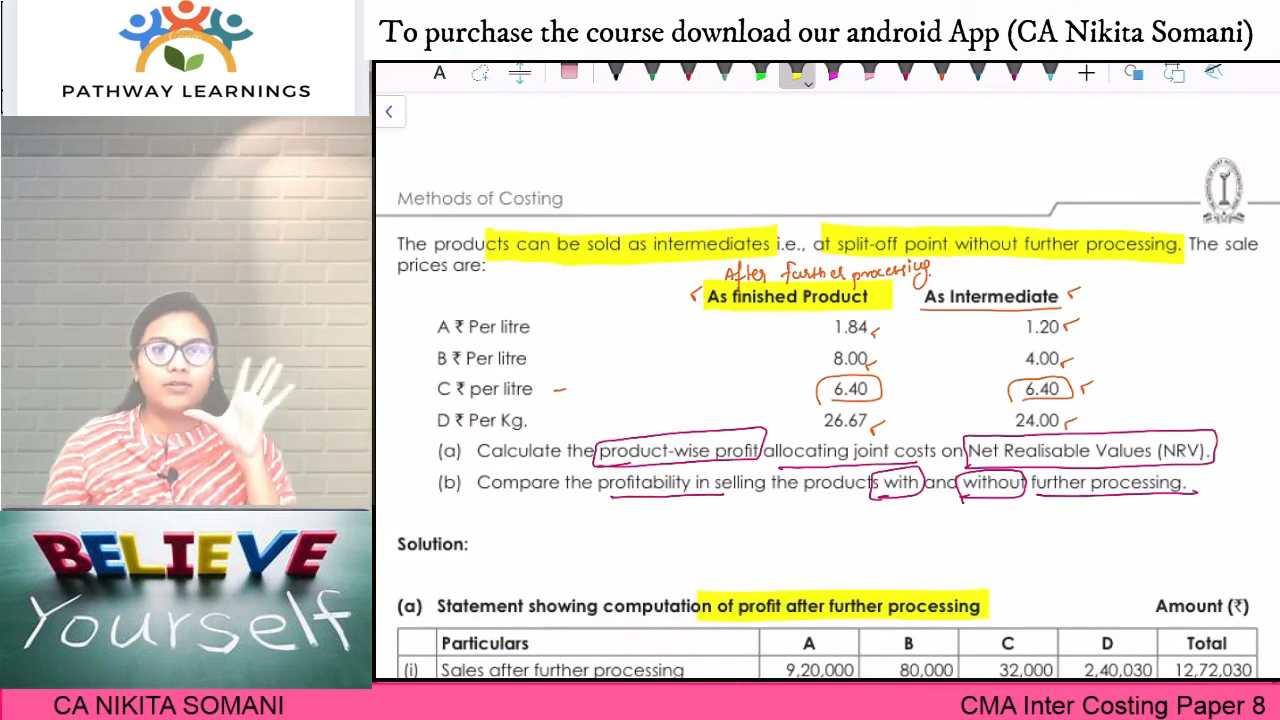 To purchase the course download our android App (CA Nikita Somani)
PATHWAY LEARNINGS
A
Methods of Costing
The products can be sold as intermediates i.e., at split-off point without further processing. The sale
prices are:
After further processing.
As finished Product As Intermediate
A ₹ Per litre 1.84 1.20
B ₹ Per litre 8.00 4.00
C ₹ per litre 6.40 6.40
D ₹ Per Kg. 26.67 24.00
(a) Calculate the product-wise profit allocating joint costs on Net Realisable Values (NRV).
(b) Compare the profitability in selling the products with and without further processing.
Solution:
(a) Statement showing computation of profit after further processing Amount (₹)
Particulars A B C D Total
(i) Sales after further processing 9,20,000 80,000 32,000 2,40,030 12,72,030
BELIEVE
Yourself
CA NIKITA SOMANI
CMA Inter Costing Paper 8